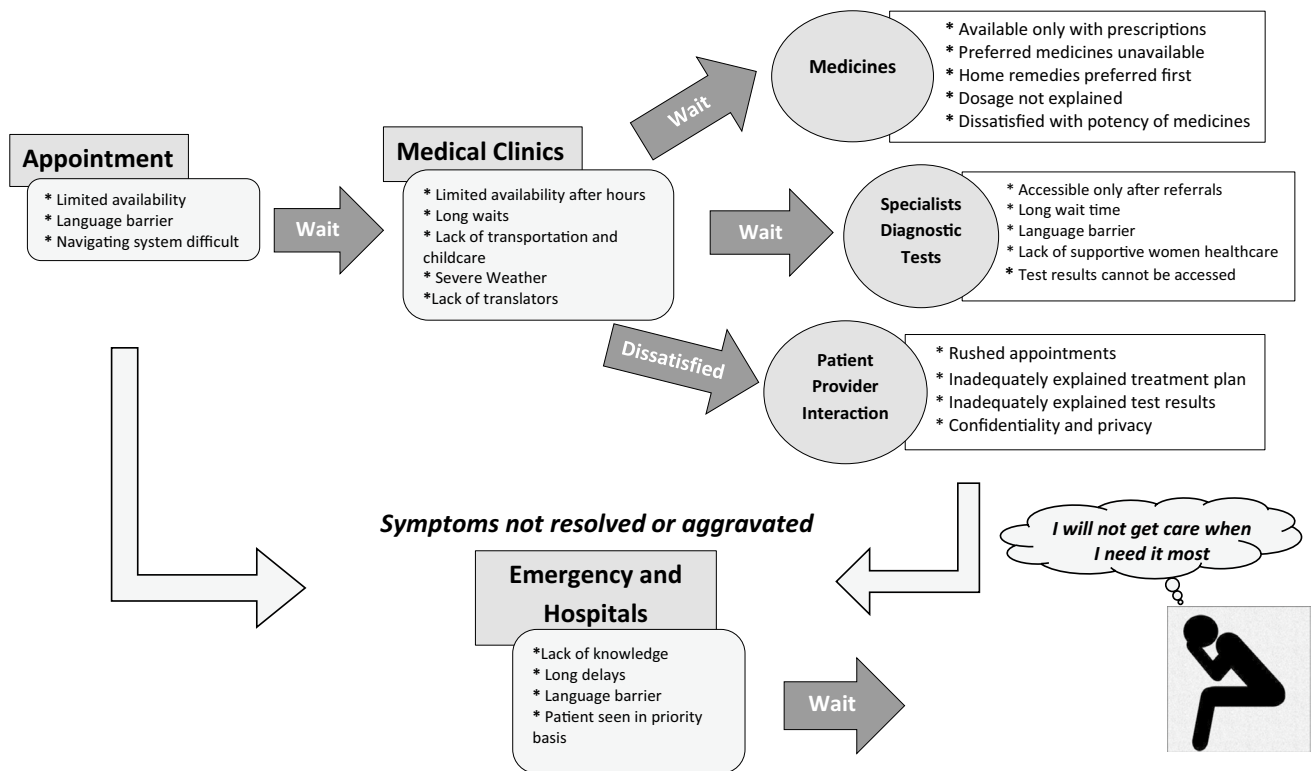 Appointment
* Limited availability
* Language barrier
* Navigating system difficult
Wait
Medical Clinics
* Limited availability after hours
* Long waits
* Lack of transportation and
childcare
* Severe Weather
*Lack of translators
Wait
Medicines
* Available only with prescriptions
* Preferred medicines unavailable
* Home remedies preferred first
* Dosage not explained
* Dissatisfied with potency of medicines
Wait
Specialists
Diagnostic
Tests
* Accessible only after referrals
* Long wait time
* Language barrier
* Lack of supportive women healthcare
* Test results cannot be accessed
Dissatisfied
Patient
Provider
Interaction
* Rushed appointments
* Inadequately explained treatment plan
* Inadequately explained test results
* Confidentiality and privacy
Symptoms not resolved or aggravated
Emergency and
Hospitals
*Lack of knowledge
* Long delays
* Language barrier
* Patient seen in priority
basis
Wait
I will not get care when
I need it most